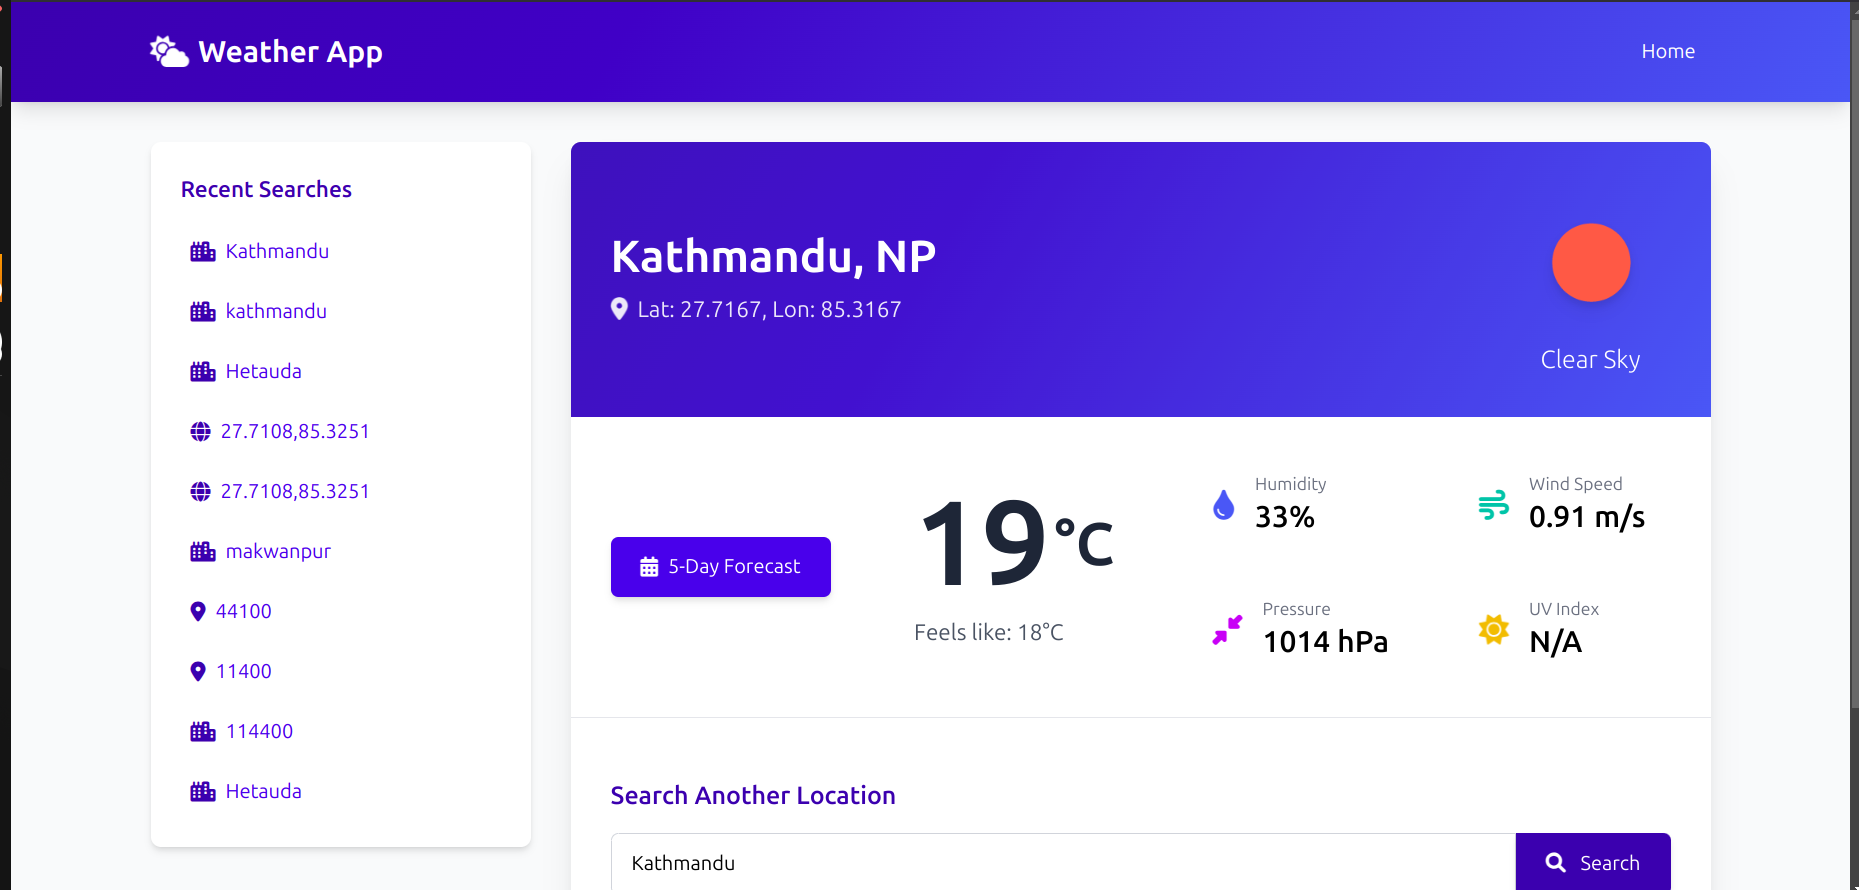 Weather App
Home
Recent Searches
Kathmandu
kathmandu
Hetauda
27.7108,85.3251
27.7108,85.3251
makwanpur
44100
11400
114400
Hetauda
Kathmandu, NP
Lat: 27.7167, Lon: 85.3167
Clear Sky
5-Day Forecast
19°C
Feels like: 18°C
Humidity
33%
Wind Speed
0.91 m/s
Pressure
1014 hPa
UV Index
N/A
Search Another Location
Kathmandu
Search